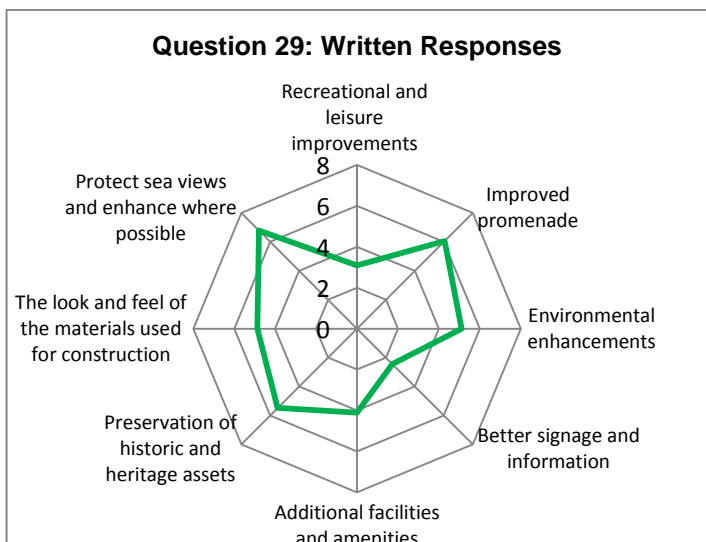 Question 29: Written Responses
Recreational and
leisure
improvements
8
6
4
2
0
Improved
promenade
Environmental
enhancements
Better signage and
information
Additional facilities
and amenities
Preservation of
historic and
heritage assets
The look and feel of
the materials used
for construction
Protect sea views
and enhance where
possible